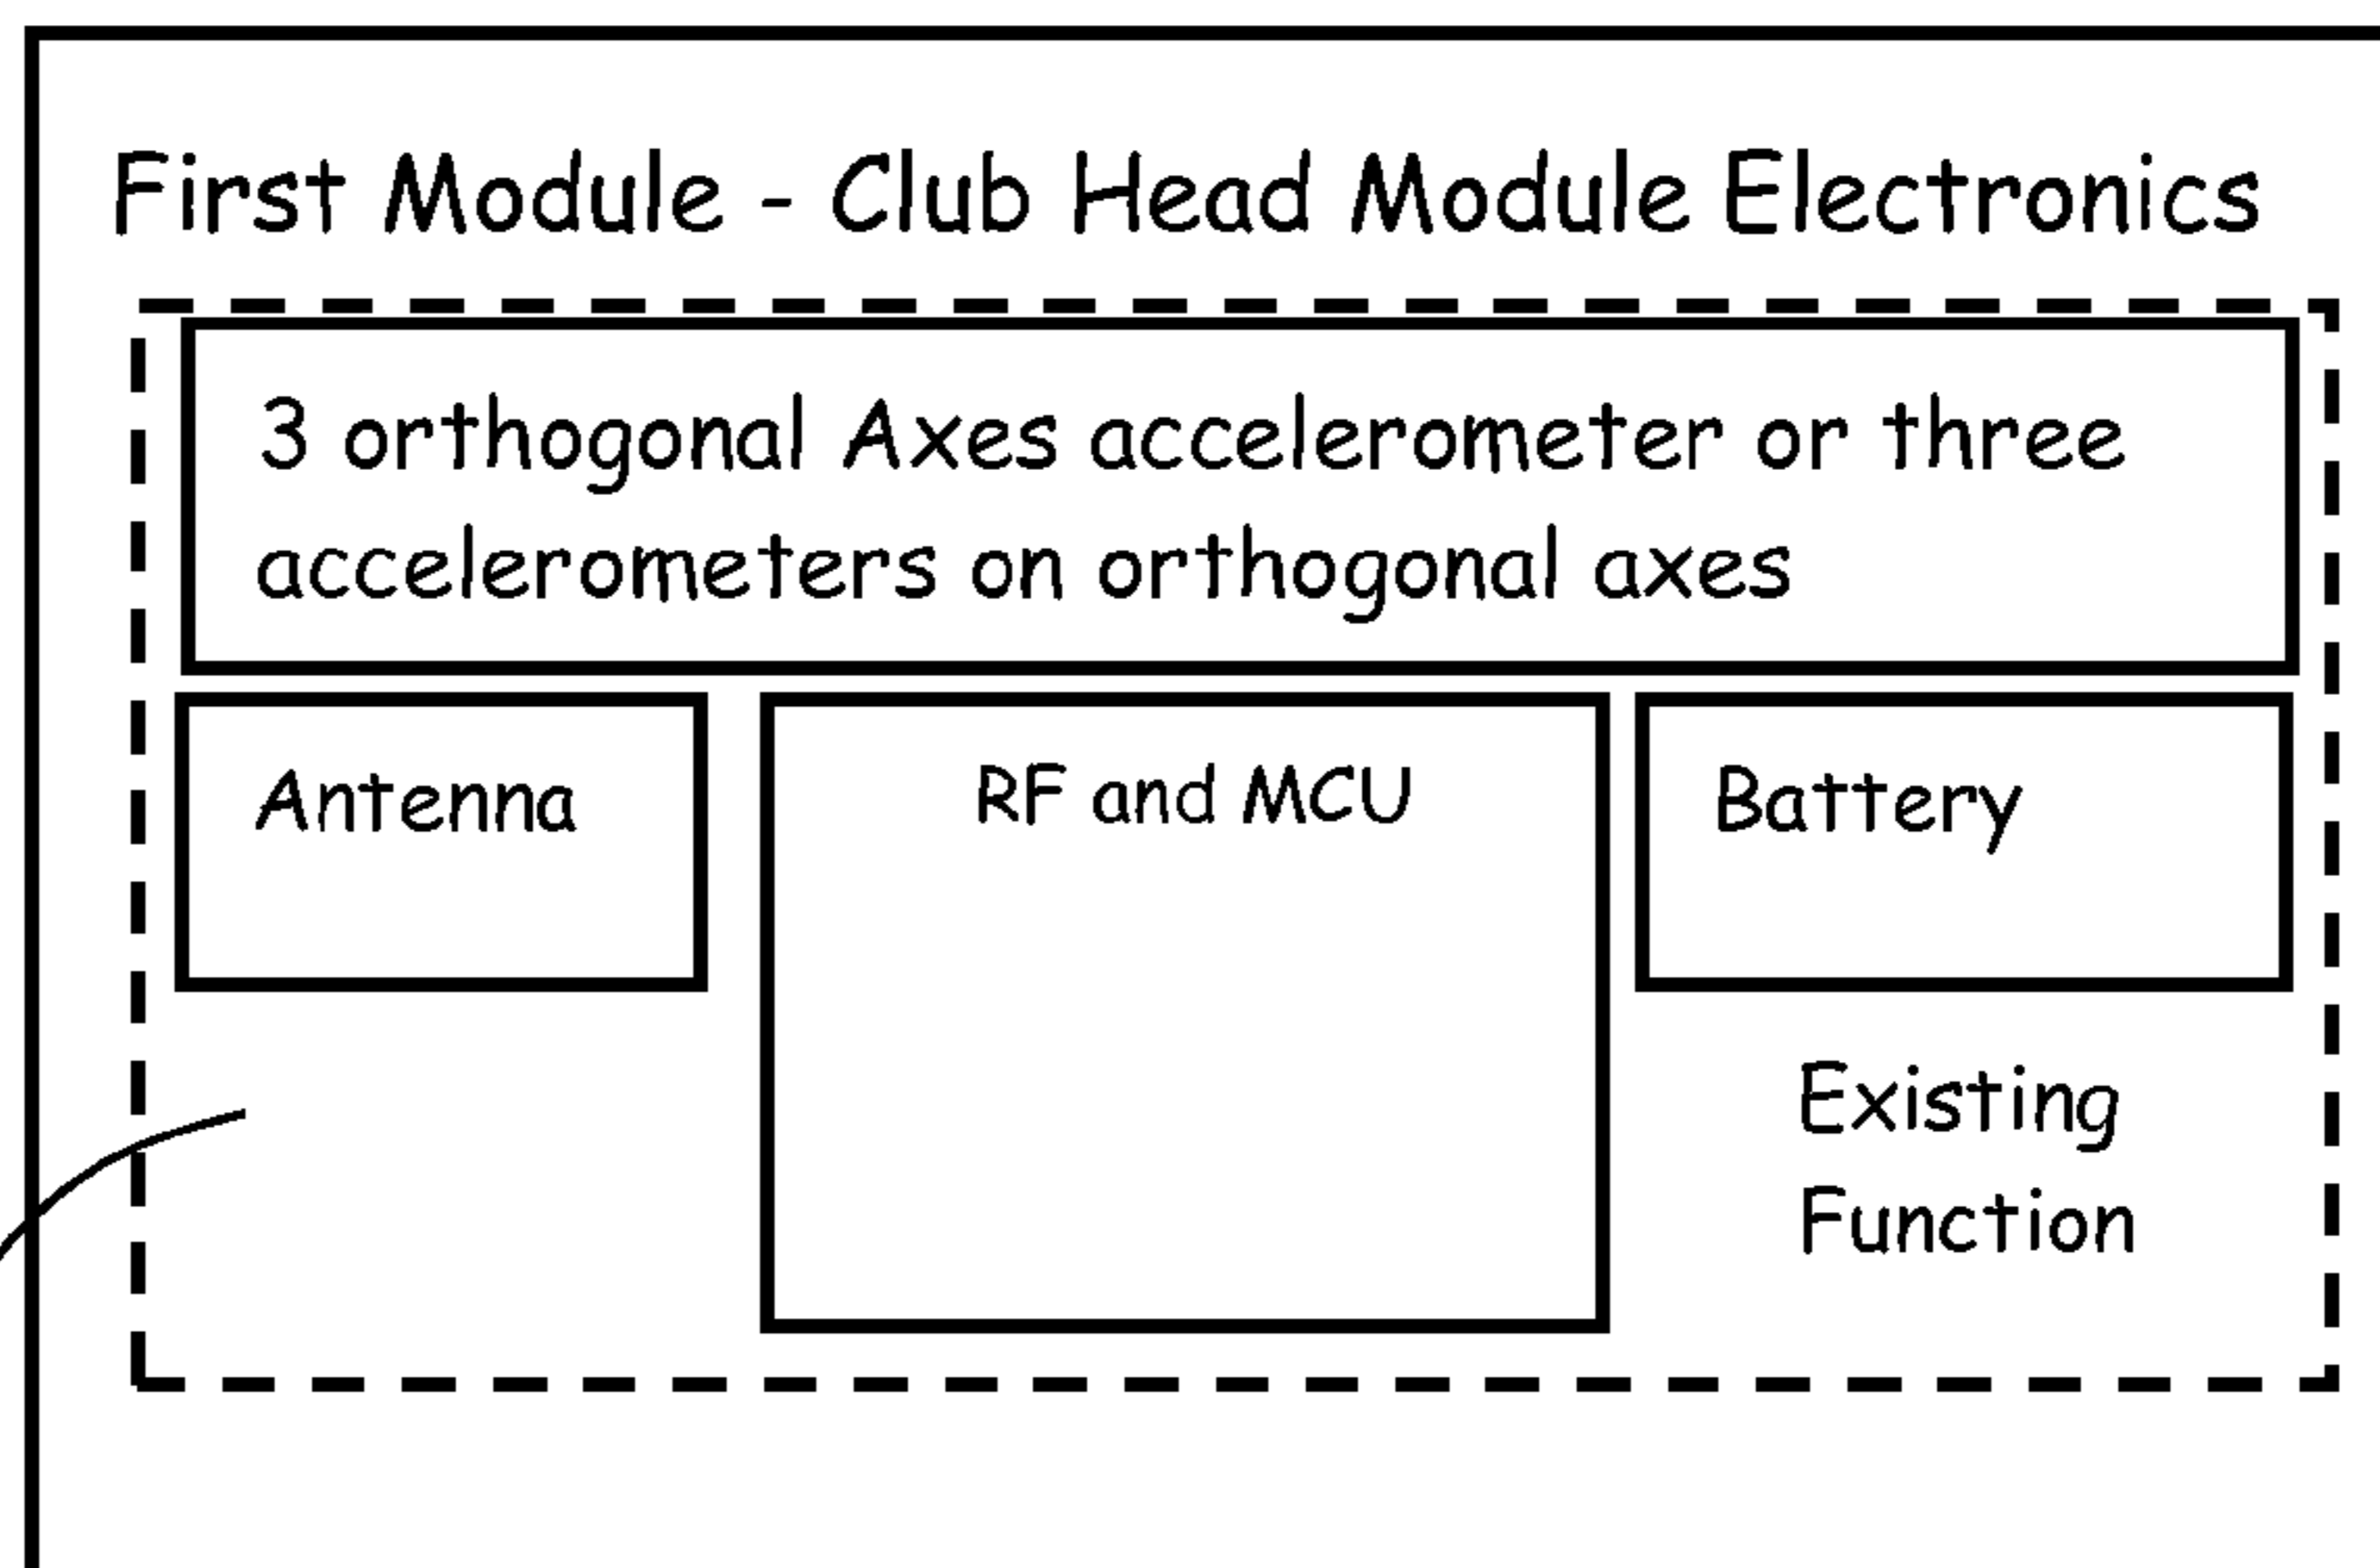 First Module - Club Head Module Electronics
3 orthogonal Axes accelerometer or three
accelerometers on orthogonal axes
Antenna
RF and MCU
Battery
Existing
Function